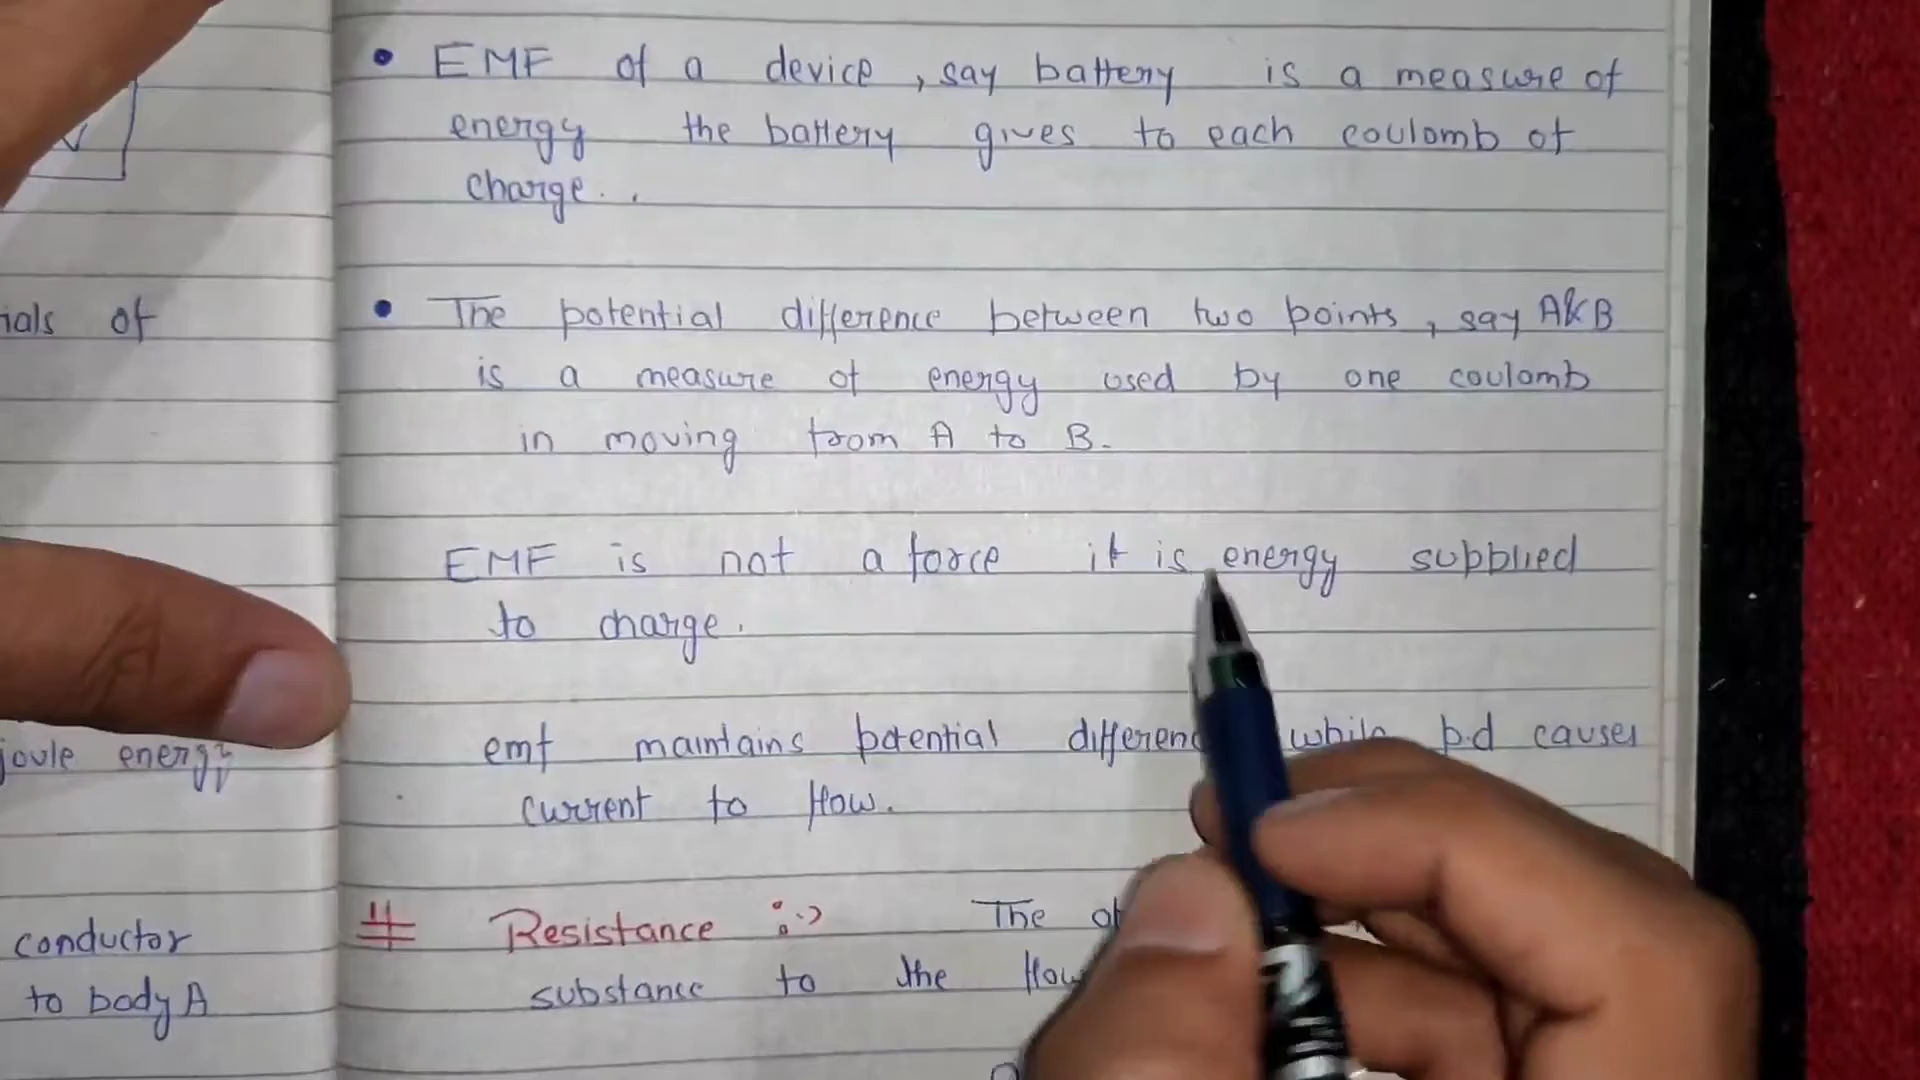 ials of
joule energy
conductor
to body A
• EMF of a device, say battery is a measure of
energy the battery gives to each coulomb of
charge..
• The potential difference between two points, say A&B
is a measure of energy used by one coulomb
in moving from A to B.
EMF is not a force it is energy supplied
to charge.
emf maintains potential while p.d causes
current to flow.
# Resistance :-> The
substance to the